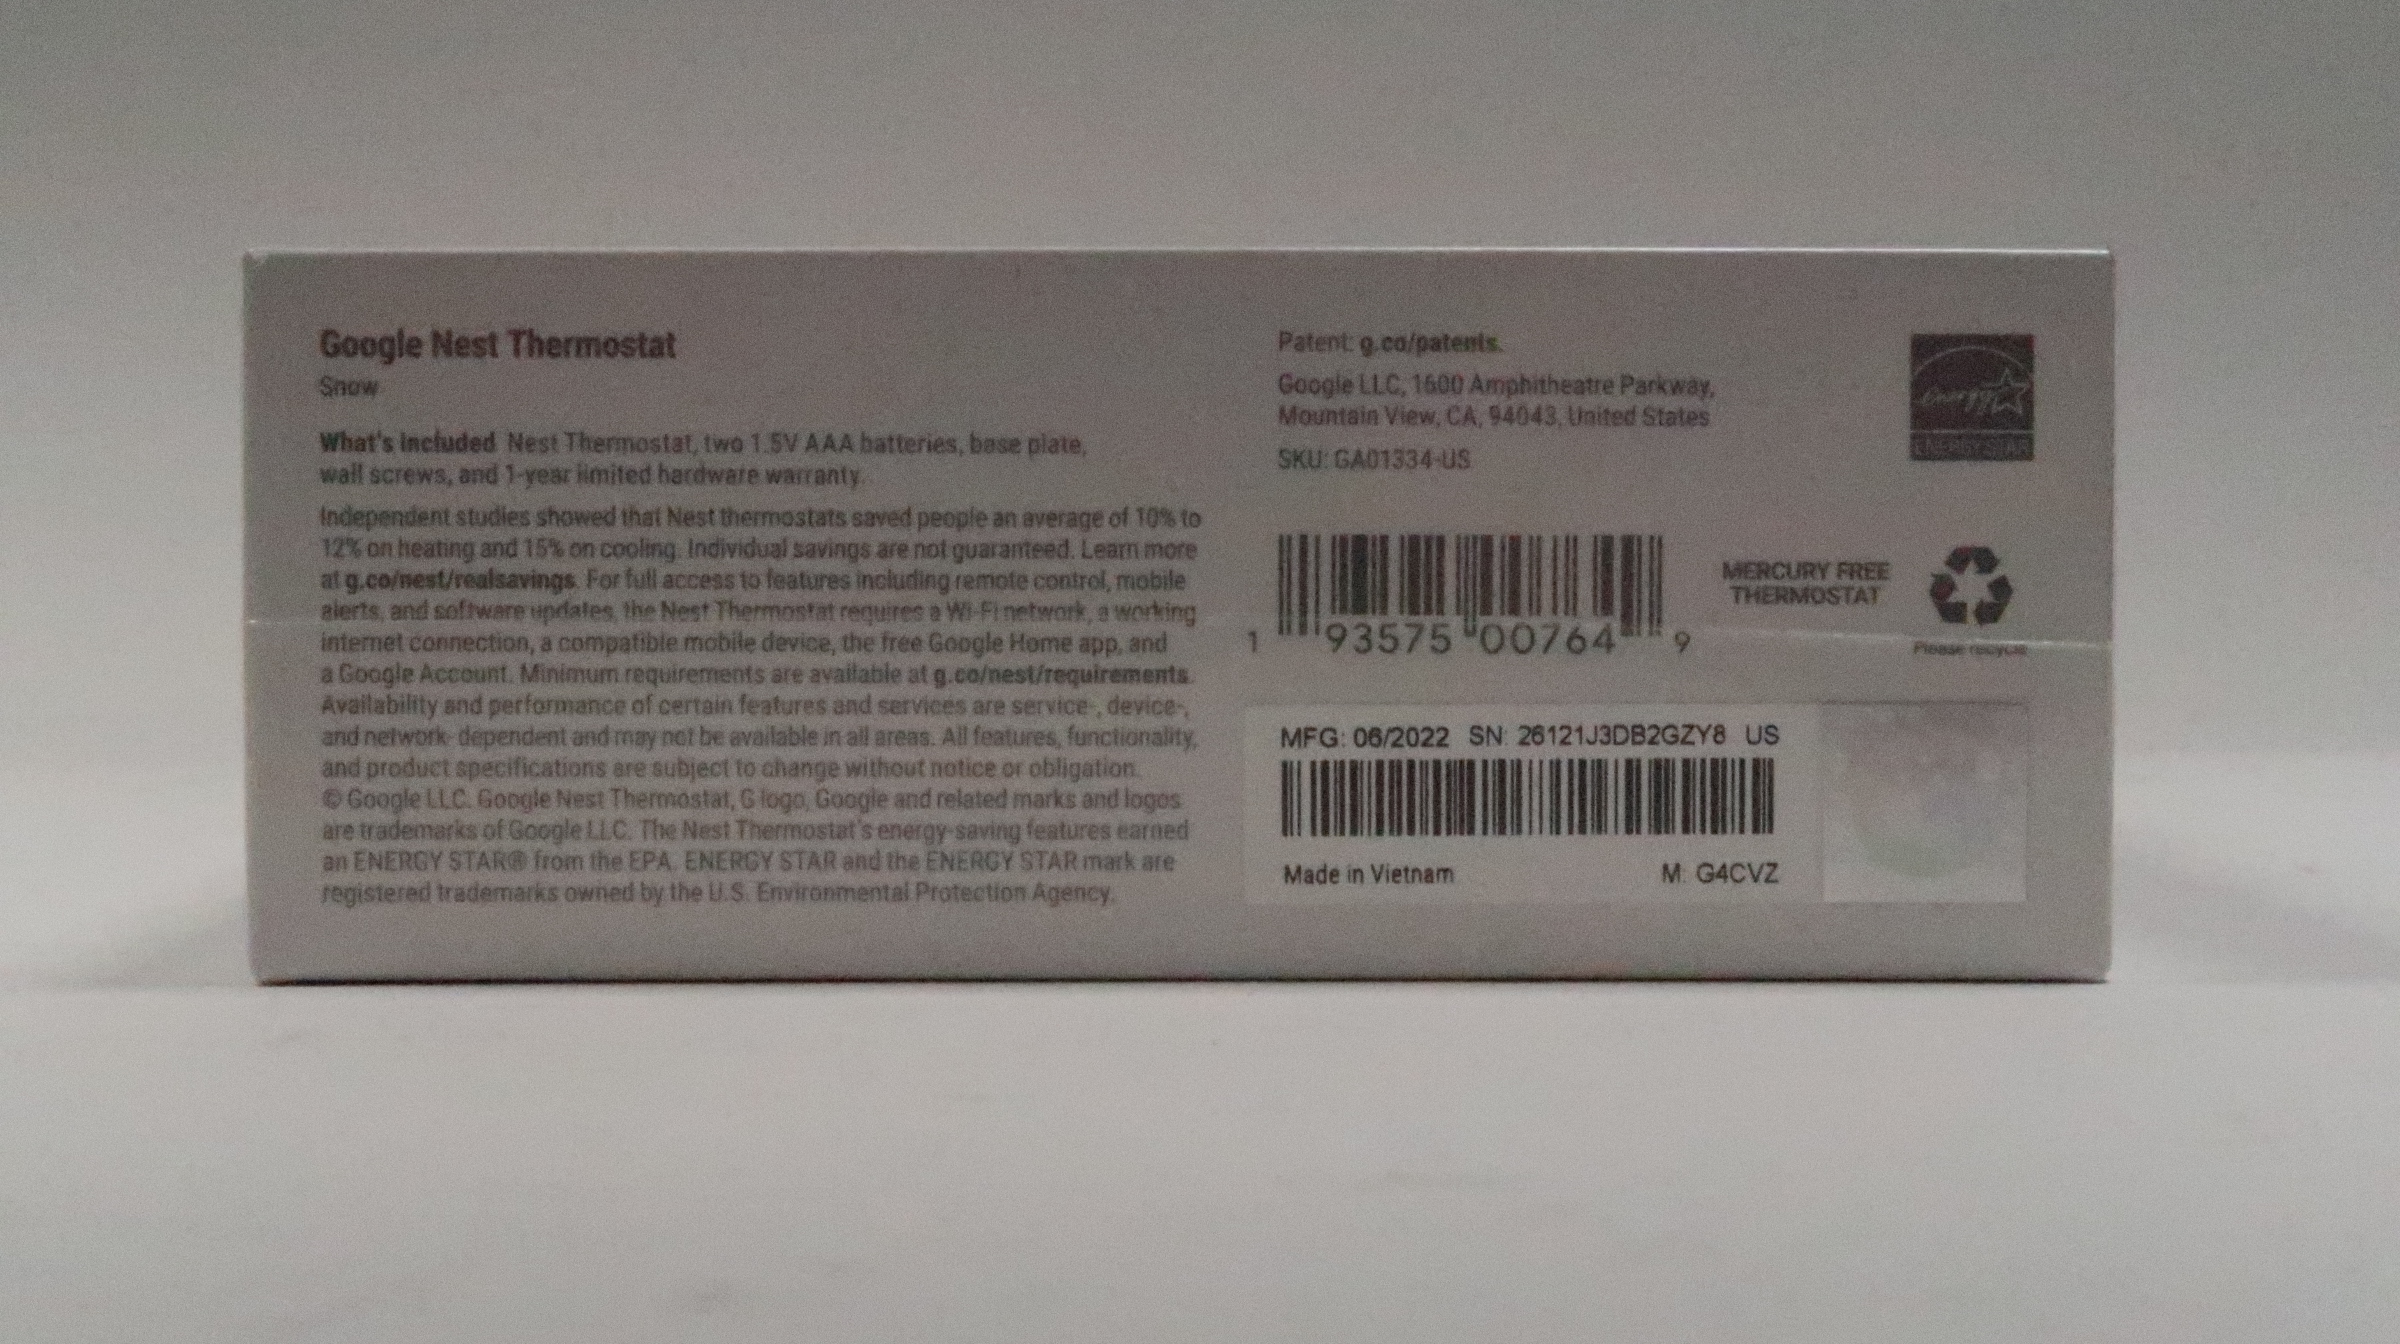 Google Nest Thermostat
Snow
What's included Nest Thermostat, two 1.5V AAA batteries, base plate,
wall screws, and 1-year limited hardware warranty.
Independent studies showed that Nest thermostats saved people an average of 10% to
12% on heating and 15% on cooling. Individual savings are not guaranteed. Learn more
at g.co/nest/realsavings. For full access to features including remote control, mobile
alerts, and software updates, the Nest Thermostat requires a Wi-Fi network, a working
internet connection, a compatible mobile device, the free Google Home app, and
a Google Account. Minimum requirements are available at g.co/nest/requirements.
Availability and performance of certain features and services are service-, device-,
and network- dependent and may not be available in all areas. All features, functionality,
and product specifications are subject to change without notice or obligation.
© Google LLC. Google Nest Thermostat, G logo, Google and related marks and logos
are trademarks of Google LLC. The Nest Thermostat's energy-saving features earned
an ENERGY STAR® from the EPA. ENERGY STAR and the ENERGY STAR mark are
registered trademarks owned by the U.S. Environmental Protection Agency.
Patent: g.co/patents.
Google LLC, 1600 Amphitheatre Parkway,
Mountain View, CA, 94043, United States
SKU: GA01334-US
energy
ENERGY STAR
1 93575 00764 9
MERCURY FREE
THERMOSTAT
Please recycle
MFG: 06/2022 SN: 26121J3DB2GZY8 US
Made in Vietnam M: G4CVZ